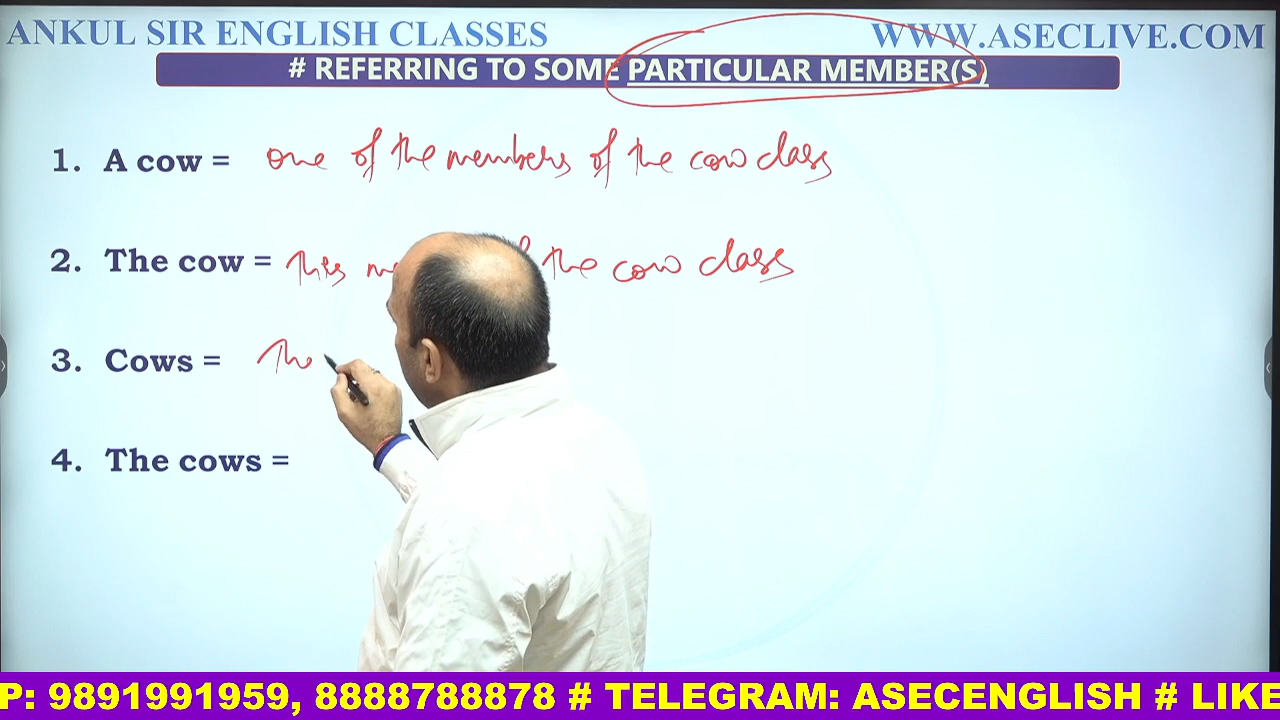 ANKUL SIR ENGLISH CLASSES
WWW.ASECLIVE.COM
# REFERRING TO SOME PARTICULAR MEMBER(S)
1. A cow = one of the members of the cow class
2. The cow = This the cow class
3. Cows = The
4. The cows =
P: 9891991959, 8888788878 # TELEGRAM: ASECENGLISH # LIKE